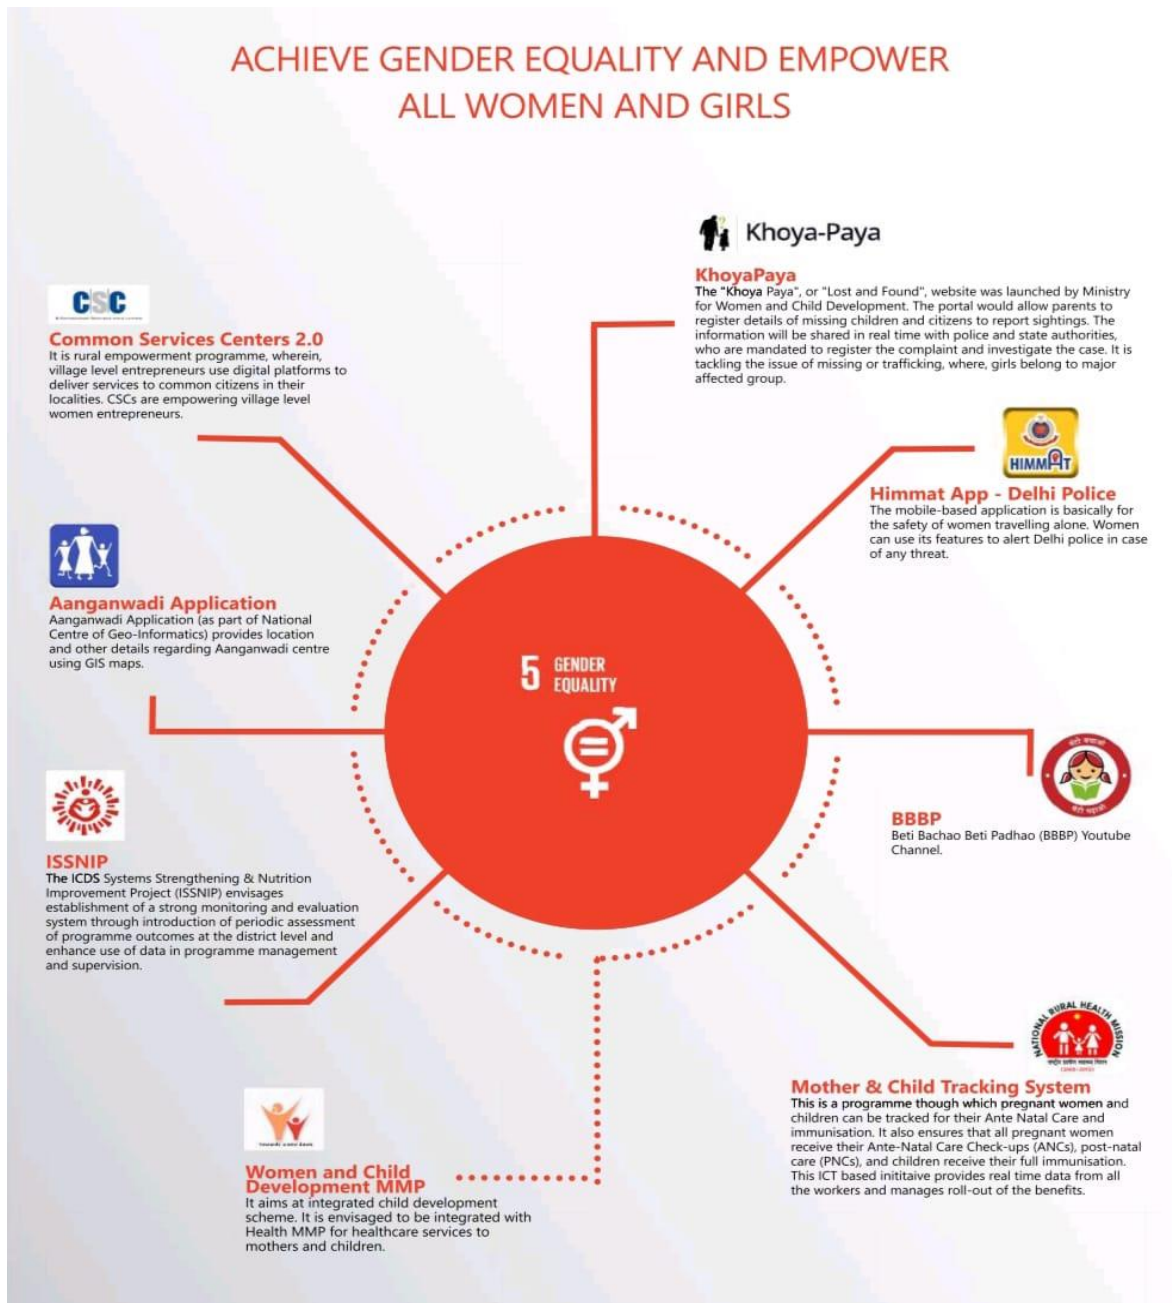 ACHIEVE GENDER EQUALITY AND EMPOWER
ALL WOMEN AND GIRLS
Khoya-Paya
KhoyaPaya
The "Khoya Paya", or "Lost and Found", website was launched by Ministry
for Women and Child Development. The portal would allow parents to
register details of missing children and citizens to report sightings. The
information will be shared in real time with police and state authorities,
who are mandated to register the complaint and investigate the case. It is
tackling the issue of missing or trafficking, where, girls belong to major
affected group.
CSC
Common Services Centers 2.0
It is rural empowerment programme, wherein,
village level entrepreneurs use digital platforms to
deliver services to common citizens in their
localities. CSCs are empowering village level
women entrepreneurs.
HIMMAT
Himmat App - Delhi Police
The mobile-based application is basically for
the safety of women travelling alone. Women
can use its features to alert Delhi police in case
of any threat.
Aanganwadi Application
Aanganwadi Application (as part of National
Centre of Geo-Informatics) provides location
and other details regarding Aanganwadi centre
using GIS maps.
5 GENDER
EQUALITY
बेटी बचाओ
बेटी पढ़ाओ
BBBP
Beti Bachao Beti Padhao (BBBP) Youtube
Channel.
ISSNIP
The ICDS Systems Strengthening & Nutrition
Improvement Project (ISSNIP) envisages
establishment of a strong monitoring and evaluation
system through introduction of periodic assessment
of programme outcomes at the district level and
enhance use of data in programme management
and supervision.
NATIONAL RURAL HEALTH MISSION
Mother & Child Tracking System
This is a programme though which pregnant women and
children can be tracked for their Ante Natal Care and
immunisation. It also ensures that all pregnant women
receive their Ante-Natal Care Check-ups (ANCs), post-natal
care (PNCs), and children receive their full immunisation.
This ICT based inititaive provides real time data from all
the workers and manages roll-out of the benefits.
Women and Child
Development MMP
It aims at integrated child development
scheme. It is envisaged to be integrated with
Health MMP for healthcare services to
mothers and children.